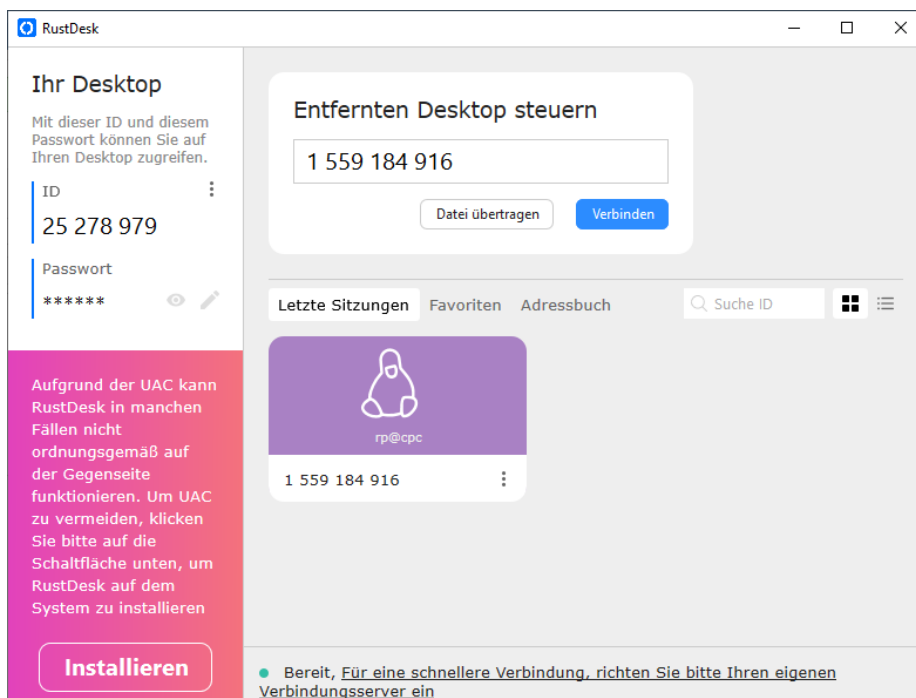 RustDesk
Ihr Desktop
Mit dieser ID und diesem
Passwort können Sie auf
Ihren Desktop zugreifen.
ID
25 278 979
Passwort
******
Aufgrund der UAC kann
RustDesk in manchen
Fällen nicht
ordnungsgemäß auf
der Gegenseite
funktionieren. Um UAC
zu vermeiden, klicken
Sie bitte auf die
Schaltfläche unten, um
RustDesk auf dem
System zu installieren
Installieren
Entfernten Desktop steuern
1 559 184 916
Datei übertragen Verbinden
Letzte Sitzungen Favoriten Adressbuch Suche ID
rp@cpc
1 559 184 916
Bereit, Für eine schnellere Verbindung, richten Sie bitte Ihren eigenen
Verbindungsserver ein